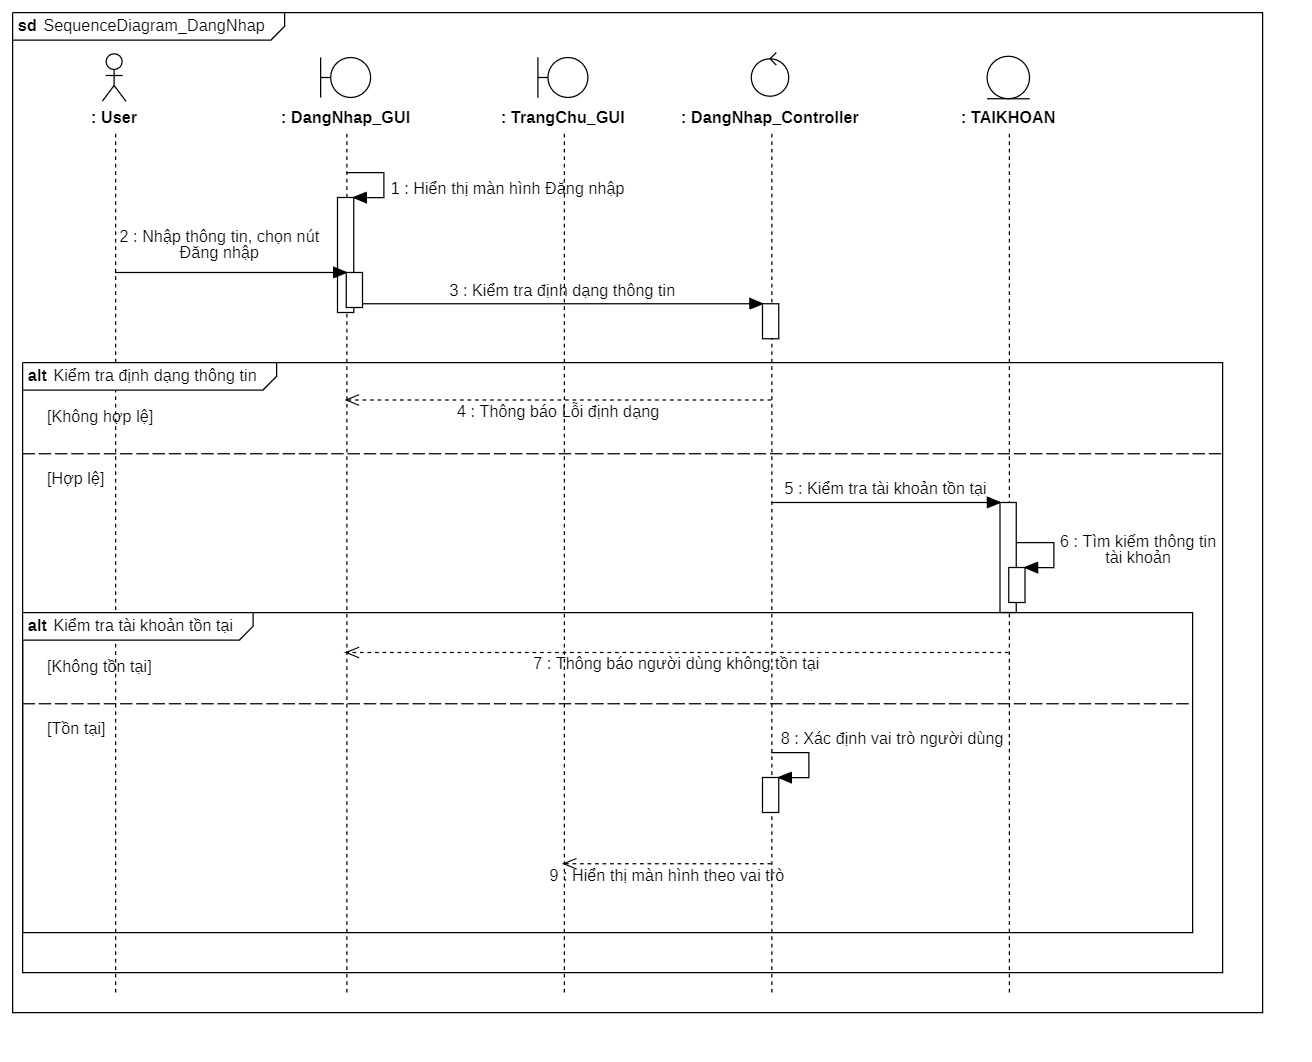 sd SequenceDiagram_DangNhap
: User
: DangNhap_GUI
: TrangChu_GUI
: DangNhap_Controller
: TAIKHOAN
1 : Hiển thị màn hình Đăng nhập
2 : Nhập thông tin, chọn nút
Đăng nhập
3 : Kiểm tra định dạng thông tin
alt Kiểm tra định dạng thông tin
[Không hợp lệ]
4 : Thông báo Lỗi định dạng
[Hợp lệ]
5 : Kiểm tra tài khoản tồn tại
6 : Tìm kiếm thông tin
tài khoản
alt Kiểm tra tài khoản tồn tại
[Không tồn tại]
7 : Thông báo người dùng không tồn tại
[Tồn tại]
8 : Xác định vai trò người dùng
9 : Hiển thị màn hình theo vai trò